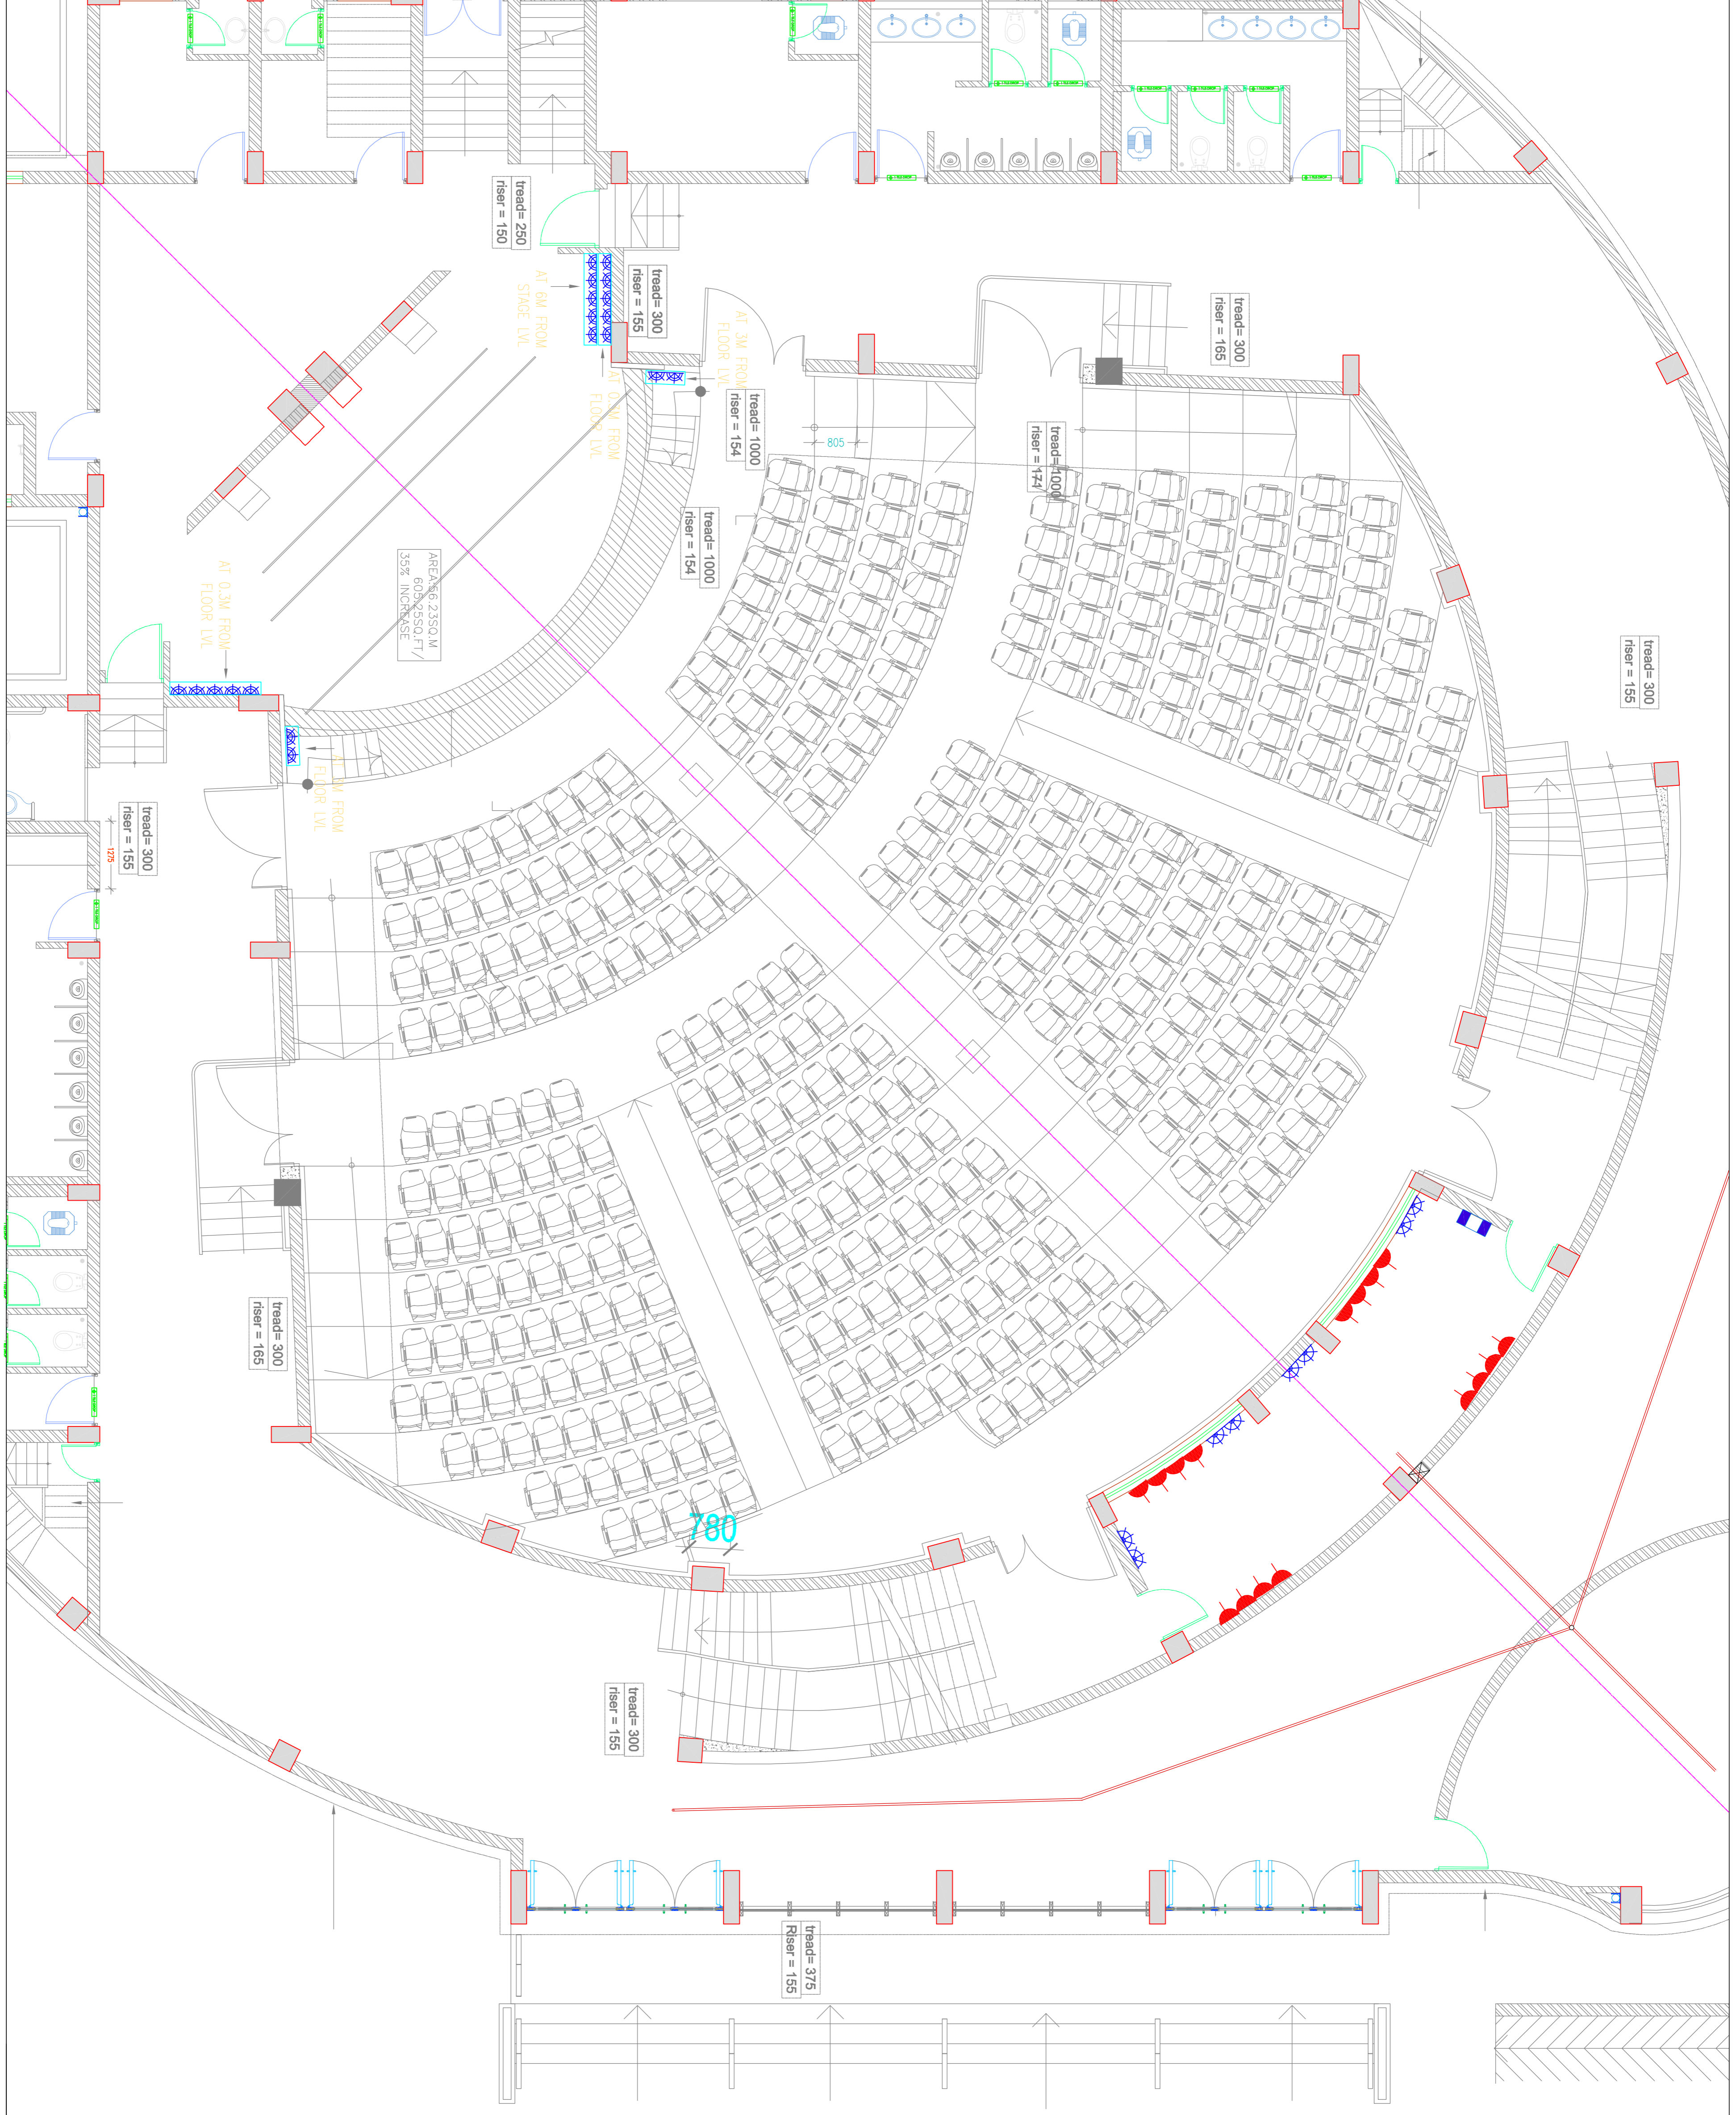 tread= 250
riser = 150
AT 6M FROM
STAGE LVL
tread= 300
riser = 155
AT 3M FROM
FLOOR LVL
tread= 300
riser = 165
AT 0.3M FROM
FLOOR LVL
tread= 1000
riser = 154
805
tread= 1000
riser = 171
tread= 1000
riser = 154
AREA:56.23SQ.M
605.25SQ.FT/
35% INCREASE
AT 0.3M FROM
FLOOR LVL
tread= 300
riser = 155
AT 3M FROM
FLOOR LVL
tread= 300
riser = 155
1275
tread= 300
riser = 165
780
tread= 300
riser = 155
tread= 375
Riser = 155